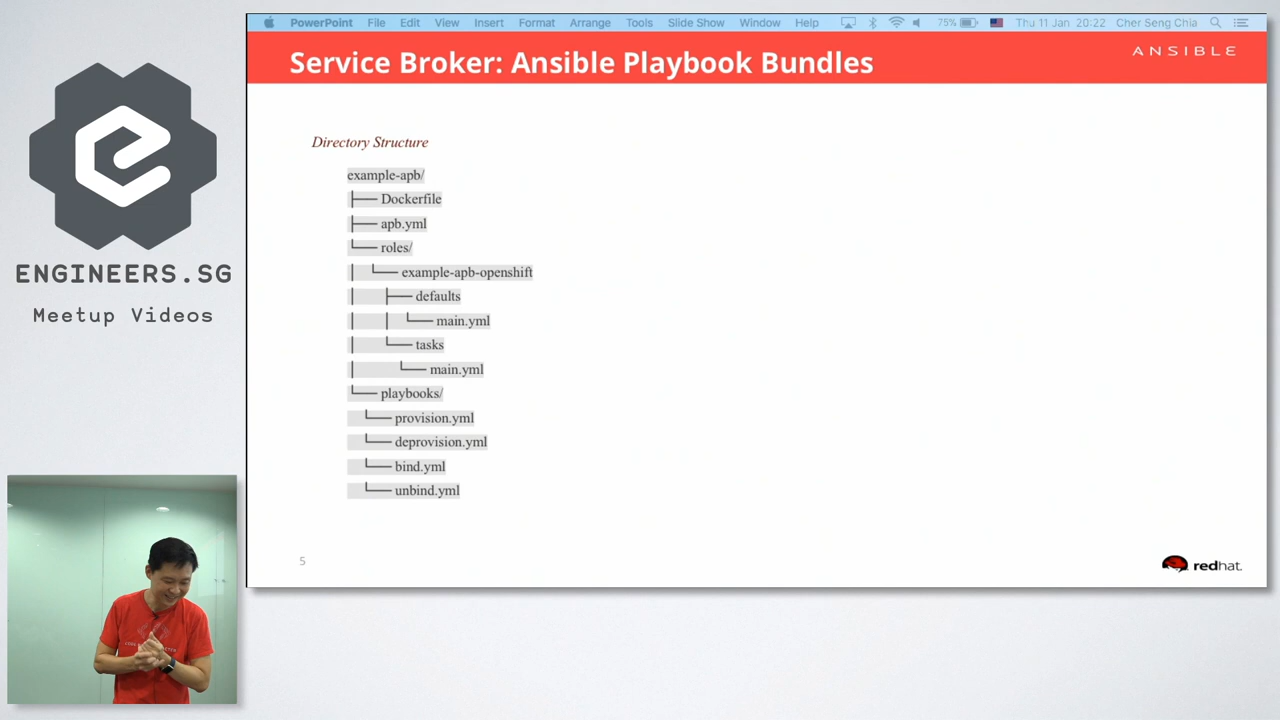 PowerPoint File Edit View Insert Format Arrange Tools Slide Show Window Help 75% Thu 11 Jan 20:22 Cher Seng Chia
Service Broker: Ansible Playbook Bundles
ANSIBLE
Directory Structure
example-apb/
├── Dockerfile
├── apb.yml
└── roles/
│ └── example-apb-openshift
│ ├── defaults
│ │ └── main.yml
│ └── tasks
│ └── main.yml
└── playbooks/
└── provision.yml
└── deprovision.yml
└── bind.yml
└── unbind.yml
5
redhat.
ENGINEERS.SG
Meetup Videos